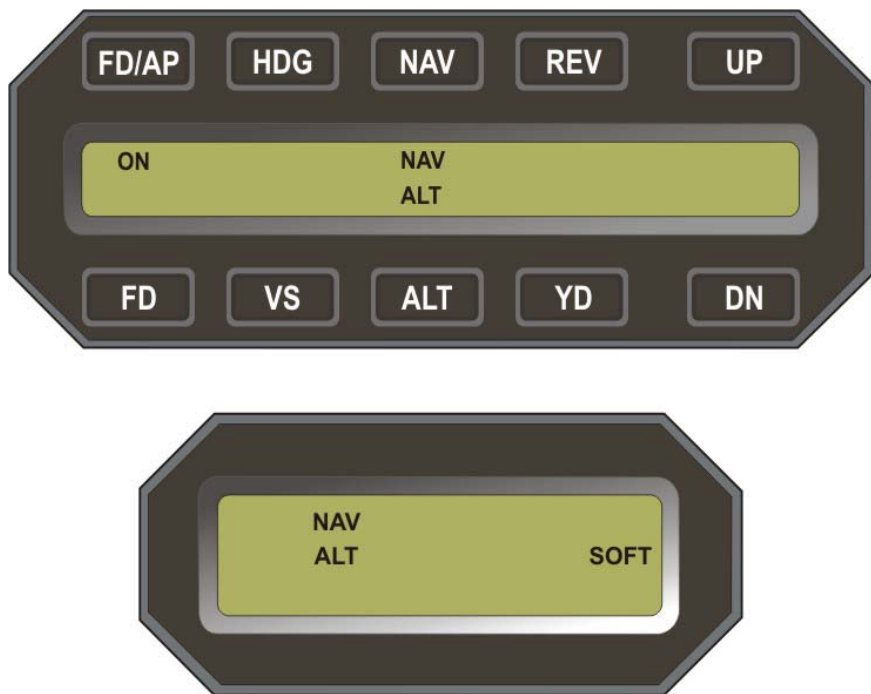 FD/AP HDG NAV REV UP
ON NAV
ALT
FD VS ALT YD DN
NAV
ALT SOFT